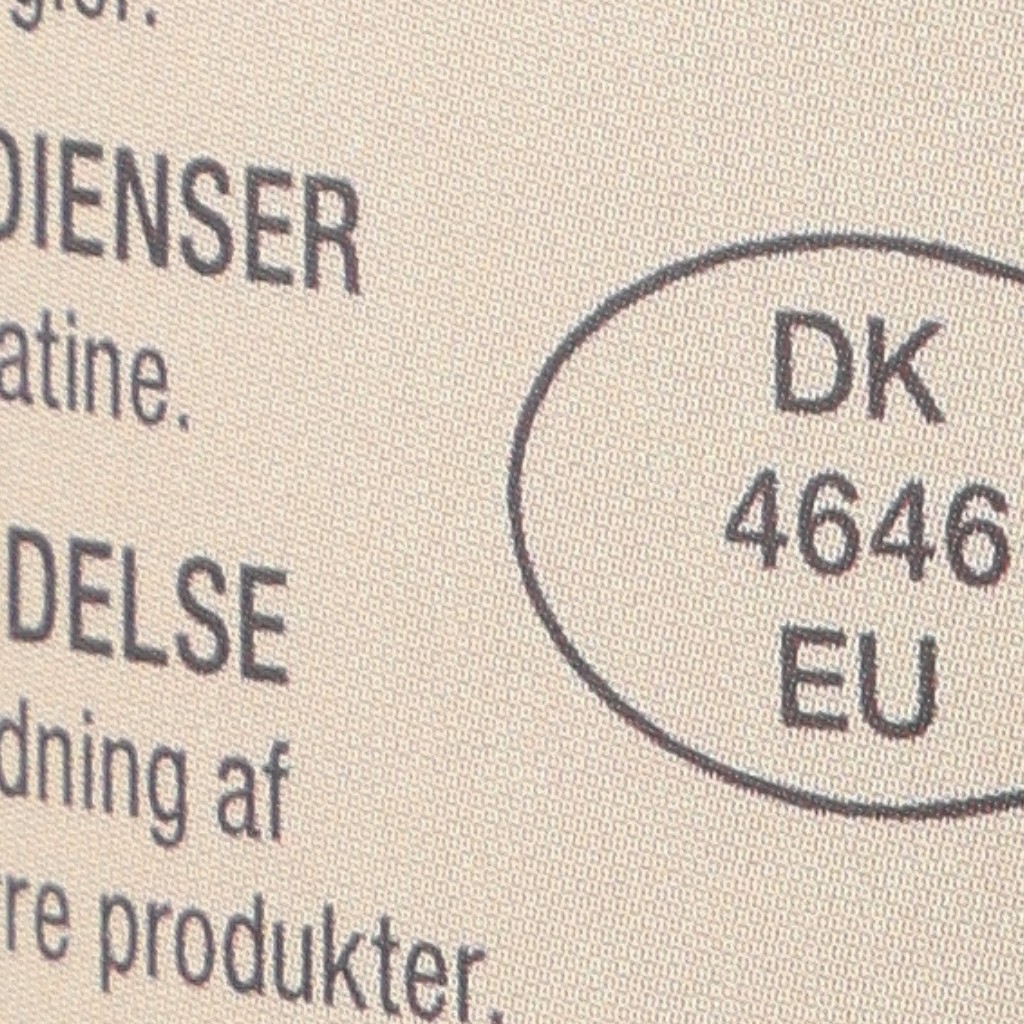 DIENSER
atine.
DELSE
dning af
re produkter.
DK
4646
EU